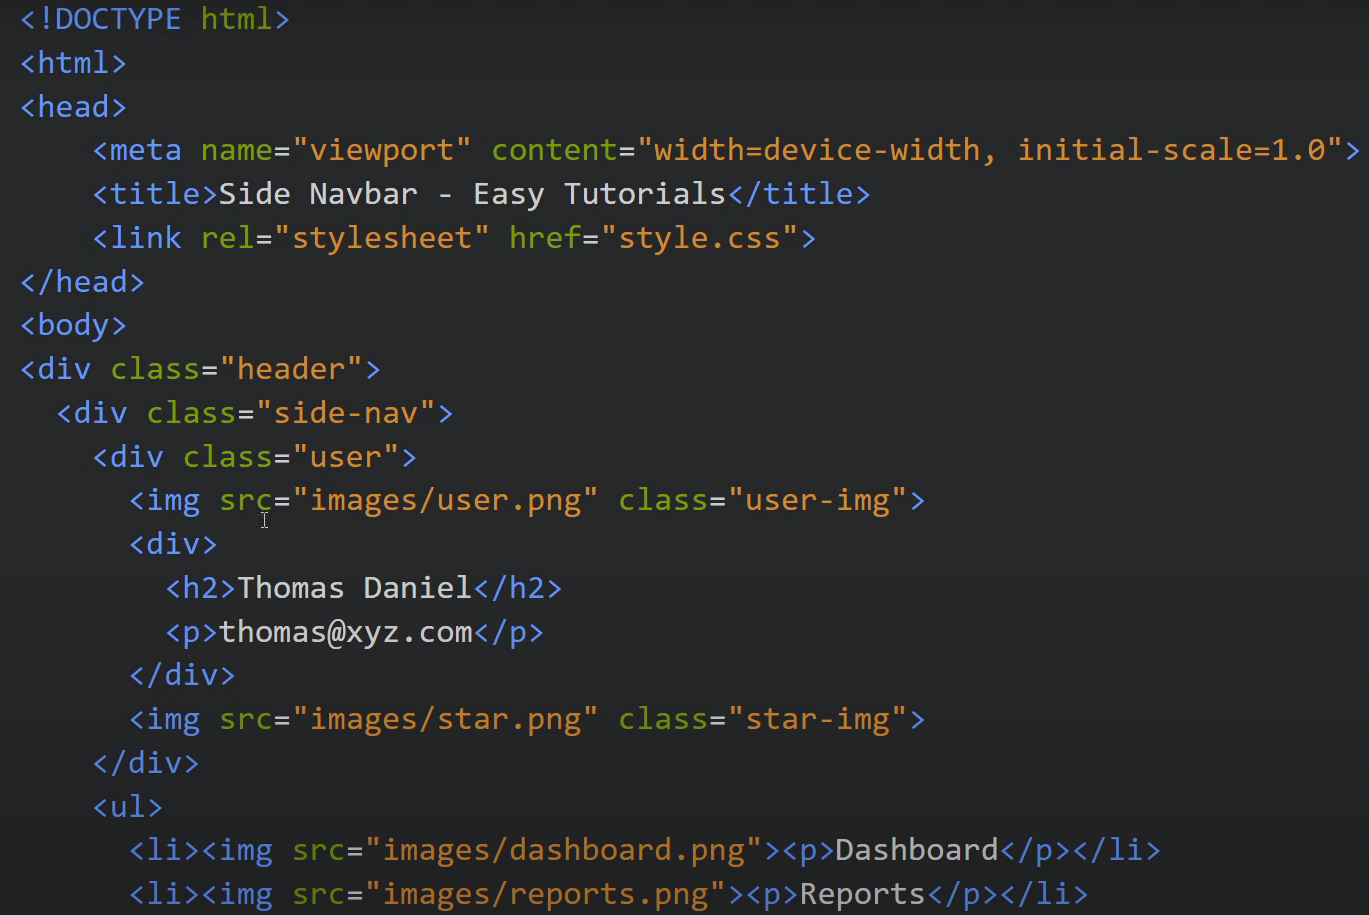 <!DOCTYPE html>
<html>
<head>
    <meta name="viewport" content="width=device-width, initial-scale=1.0">
    <title>Side Navbar - Easy Tutorials</title>
    <link rel="stylesheet" href="style.css">
</head>
<body>
<div class="header">
  <div class="side-nav">
    <div class="user">
      <img src="images/user.png" class="user-img">
      <div>
        <h2>Thomas Daniel</h2>
        <p>thomas@xyz.com</p>
      </div>
      <img src="images/star.png" class="star-img">
    </div>
    <ul>
      <li><img src="images/dashboard.png"><p>Dashboard</p></li>
      <li><img src="images/reports.png"><p>Reports</p></li>